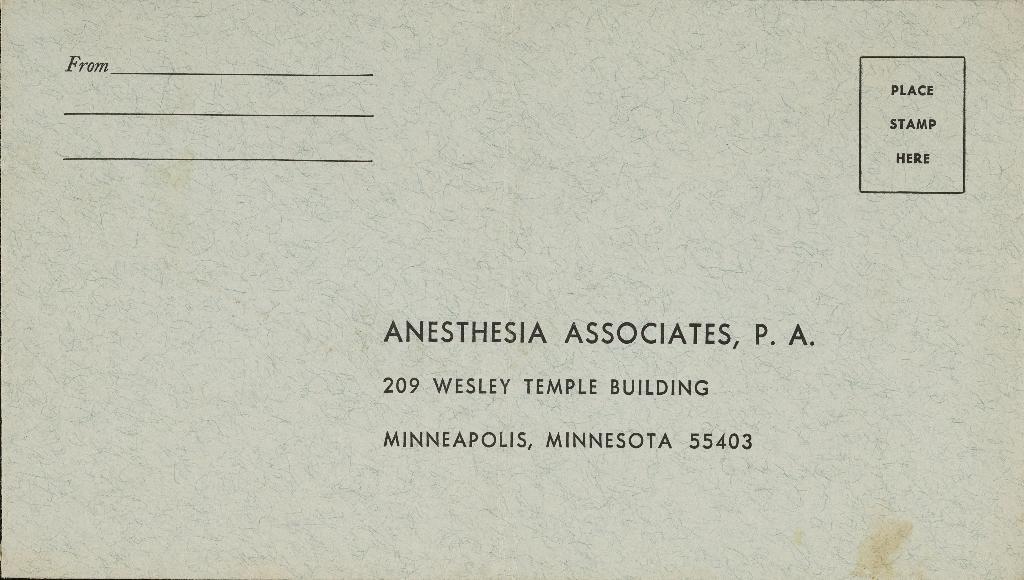 From
PLACE
STAMP
HERE
ANESTHESIA ASSOCIATES, P. A.
209 WESLEY TEMPLE BUILDING
MINNEAPOLIS, MINNESOTA 55403